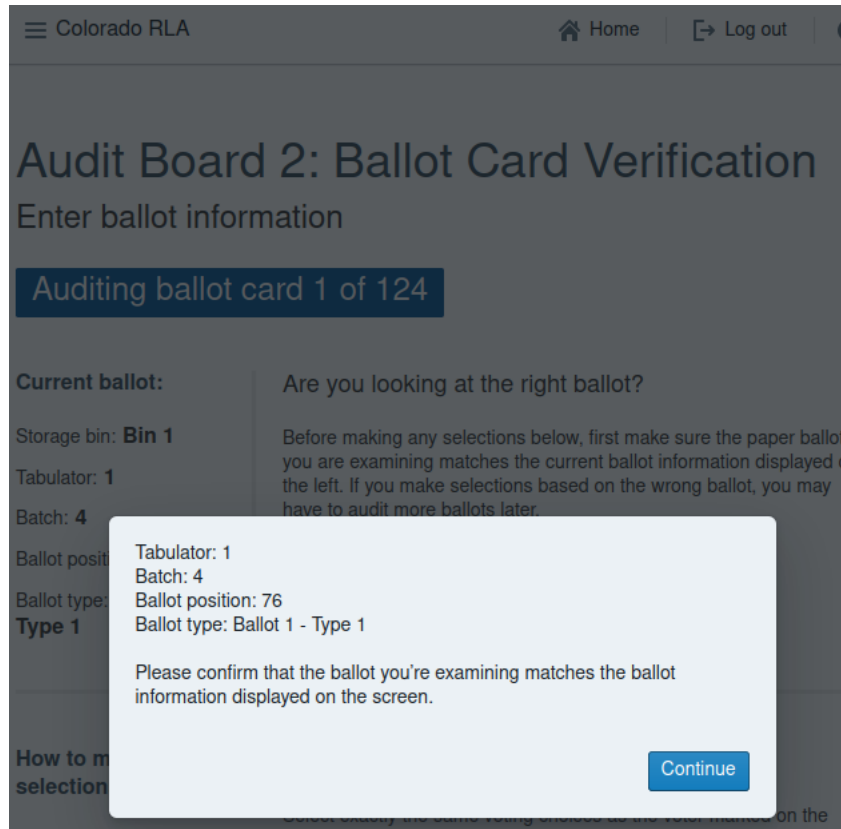 Colorado RLA
Home
Log out
Audit Board 2: Ballot Card Verification
Enter ballot information
Auditing ballot card 1 of 124
Current ballot:
Storage bin: Bin 1
Tabulator: 1
Batch: 4
Ballot
Ballot type:
Type 1
Are you looking at the right ballot?
Before making any selections below, first make sure the paper ballot
you are examining matches the current ballot information displayed
the left. If you make selections based on the wrong ballot, you may
have to audit more ballots later.
Tabulator: 1
Batch: 4
Ballot position: 76
Ballot type: Ballot 1 - Type 1
Please confirm that the ballot you're examining matches the ballot
information displayed on the screen.
Continue
How to
selection
Select exactly the same voting choices as the voter marked on the